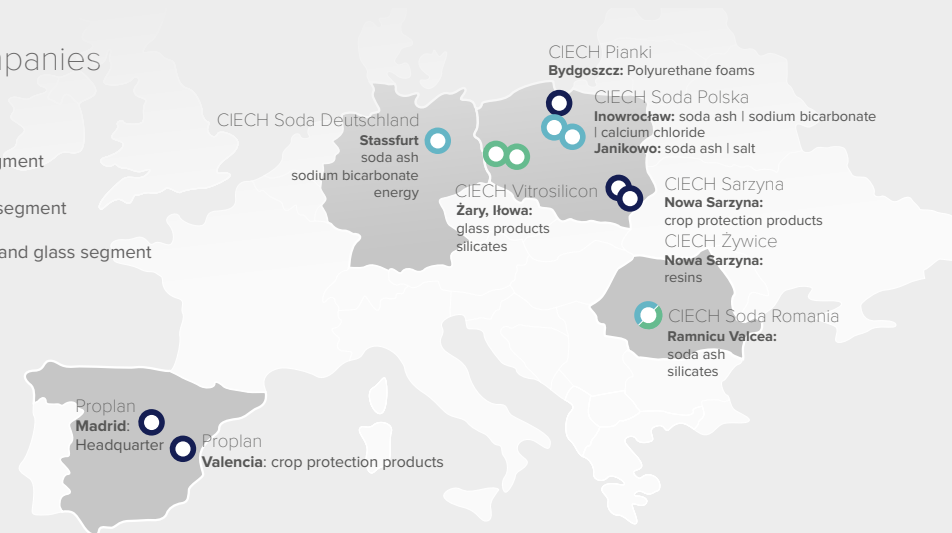 CIECH Pianki
Bydgoszcz: Polyurethane foams
CIECH Soda Polska
Inowrocław: soda ash | sodium bicarbonate
| calcium chloride
Janikowo: soda ash | salt
CIECH Soda Deutschland
Stassfurt
soda ash
sodium bicarbonate
energy
segment
and glass segment
CIECH Vitrosilicon
Żary, Iłowa:
glass products
silicates
CIECH Sarzyna
Nowa Sarzyna:
crop protection products
CIECH Żywice
Nowa Sarzyna:
resins
CIECH Soda Romania
Ramnicu Valcea:
soda ash
silicates
Proplan
Madrid:
Headquarter
Proplan
Valencia: crop protection products